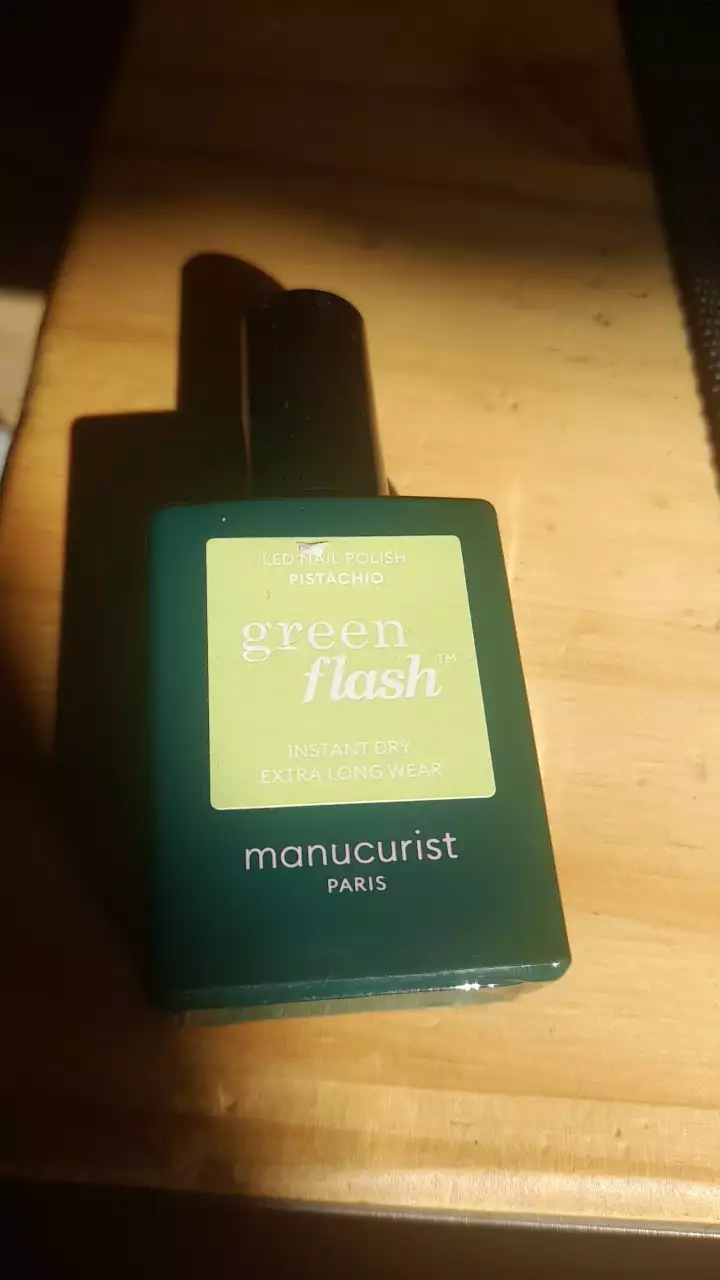 LED NAIL POLISH
PISTACHIO
green
flash™
INSTANT DRY
EXTRA LONG WEAR
manucurist
PARIS